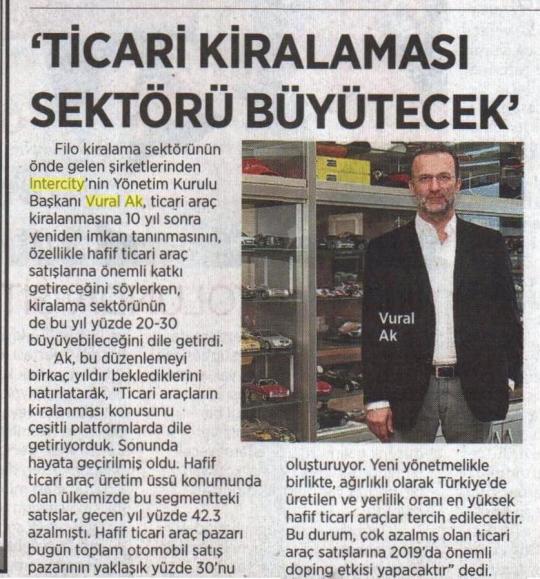 'TİCARİ KİRALAMASI
SEKTÖRÜ BÜYÜTECEK'
Filo kiralama sektörünün
önde gelen şirketlerinden
Intercity'nin Yönetim Kurulu
Başkanı Vural Ak, ticari araç
kiralanmasına 10 yıl sonra
yeniden imkan tanınmasının,
özellikle hafif ticari araç
satışlarına önemli katkı
getireceğini söylerken,
kiralama sektörünün
de bu yıl yüzde 20-30
büyüyebileceğini dile getirdi.
Ak, bu düzenlemeyi
birkaç yıldır beklediklerini
hatırlatarak, "Ticari araçların
kiralanması konusunu
çeşitli platformlarda dile
getiriyorduk. Sonunda
hayata geçirilmiş oldu. Hafif
ticari araç üretim üssü konumunda
olan ülkemizde bu segmentteki
satışlar, geçen yıl yüzde 42.3
azalmıştı. Hafif ticari araç pazarı
bugün toplam otomobil satış
pazarının yaklaşık yüzde 30'nu
Vural
Ak
oluşturuyor. Yeni yönetmelikle
birlikte, ağırlıklı olarak Türkiye'de
üretilen ve yerlilik oranı en yüksek
hafif ticari araçlar tercih edilecektir.
Bu durum, çok azalmış olan ticari
araç satışlarına 2019'da önemli
doping etkisi yapacaktır" dedi.